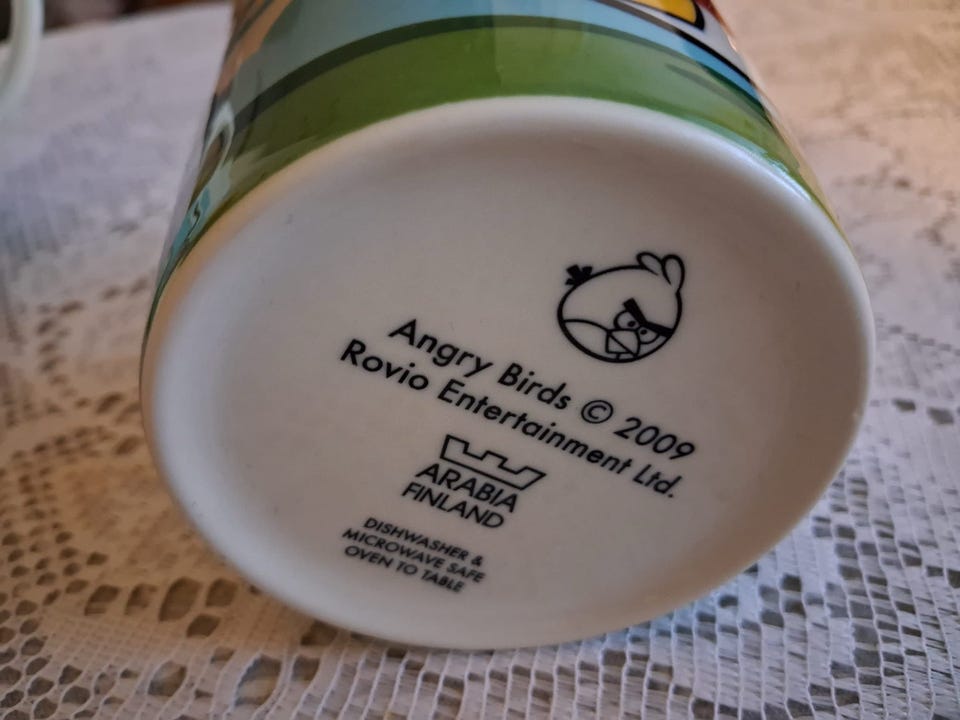 Angry Birds © 2009
Rovio Entertainment Ltd.
ARABIA
FINLAND
DISHWASHER &
MICROWAVE SAFE
OVEN TO TABLE